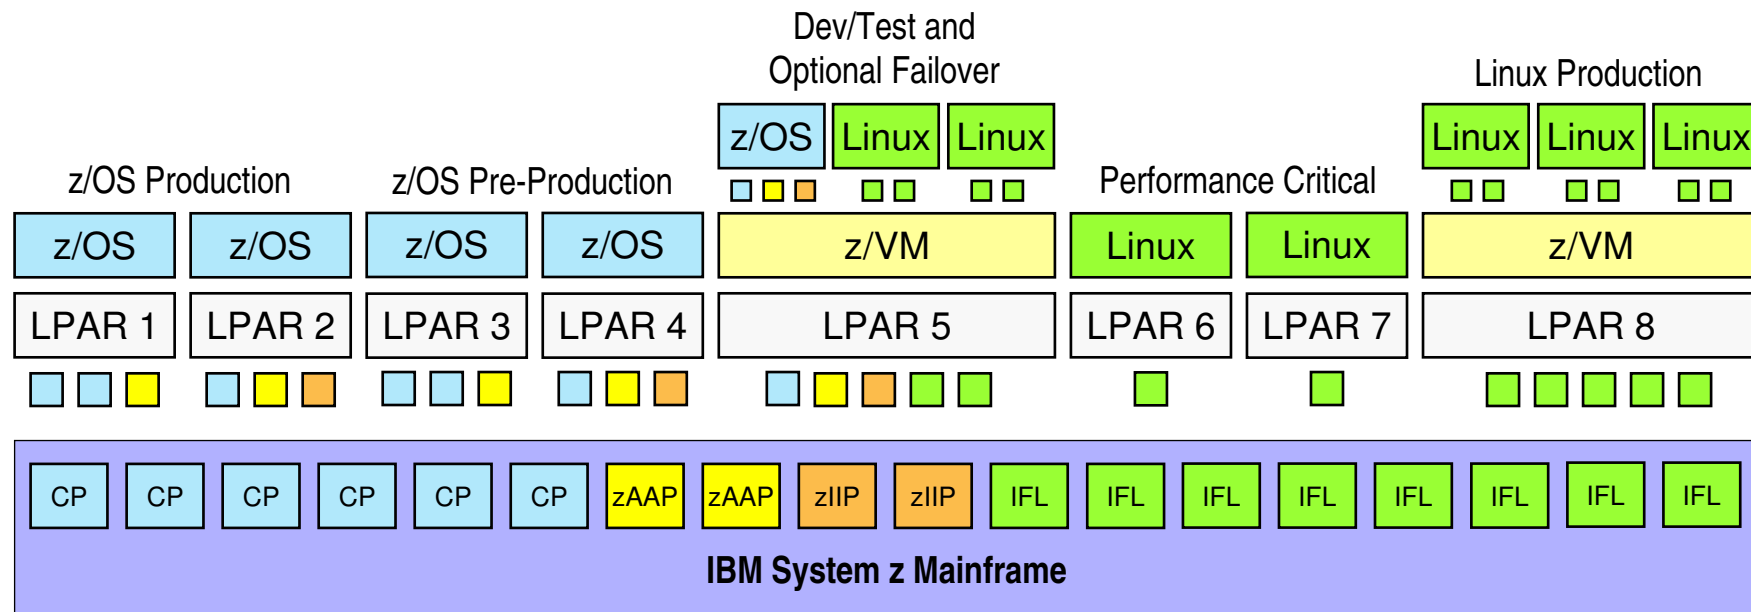 Dev/Test and
Optional Failover
Linux Production
z/OS Linux Linux
Linux Linux Linux
z/OS Production
z/OS Pre-Production
Performance Critical
z/OS z/OS z/OS z/OS z/VM Linux Linux z/VM
LPAR 1 LPAR 2 LPAR 3 LPAR 4 LPAR 5 LPAR 6 LPAR 7 LPAR 8
CP CP CP CP CP CP zAAP zAAP zIIP zIIP IFL IFL IFL IFL IFL IFL IFL IFL
IBM System z Mainframe